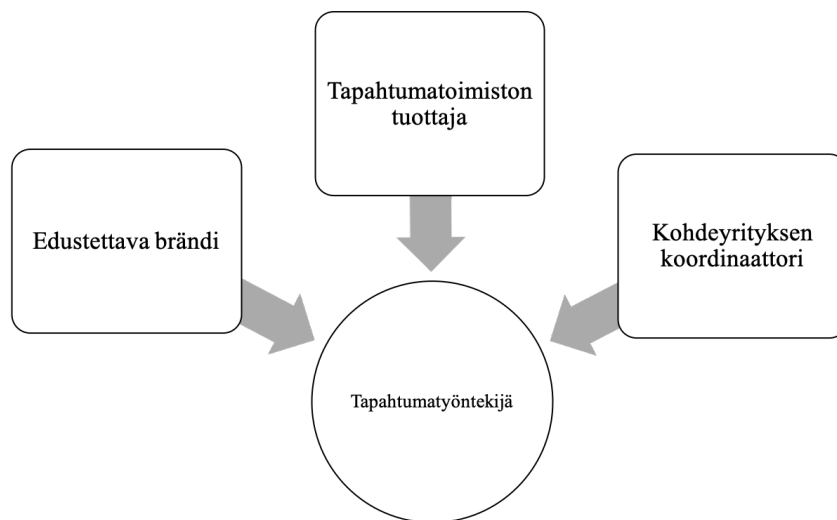 Tapahtumatoimiston
tuottaja
Edustettava brändi
Kohdeyrityksen
koordinaattori
Tapahtumatyöntekijä